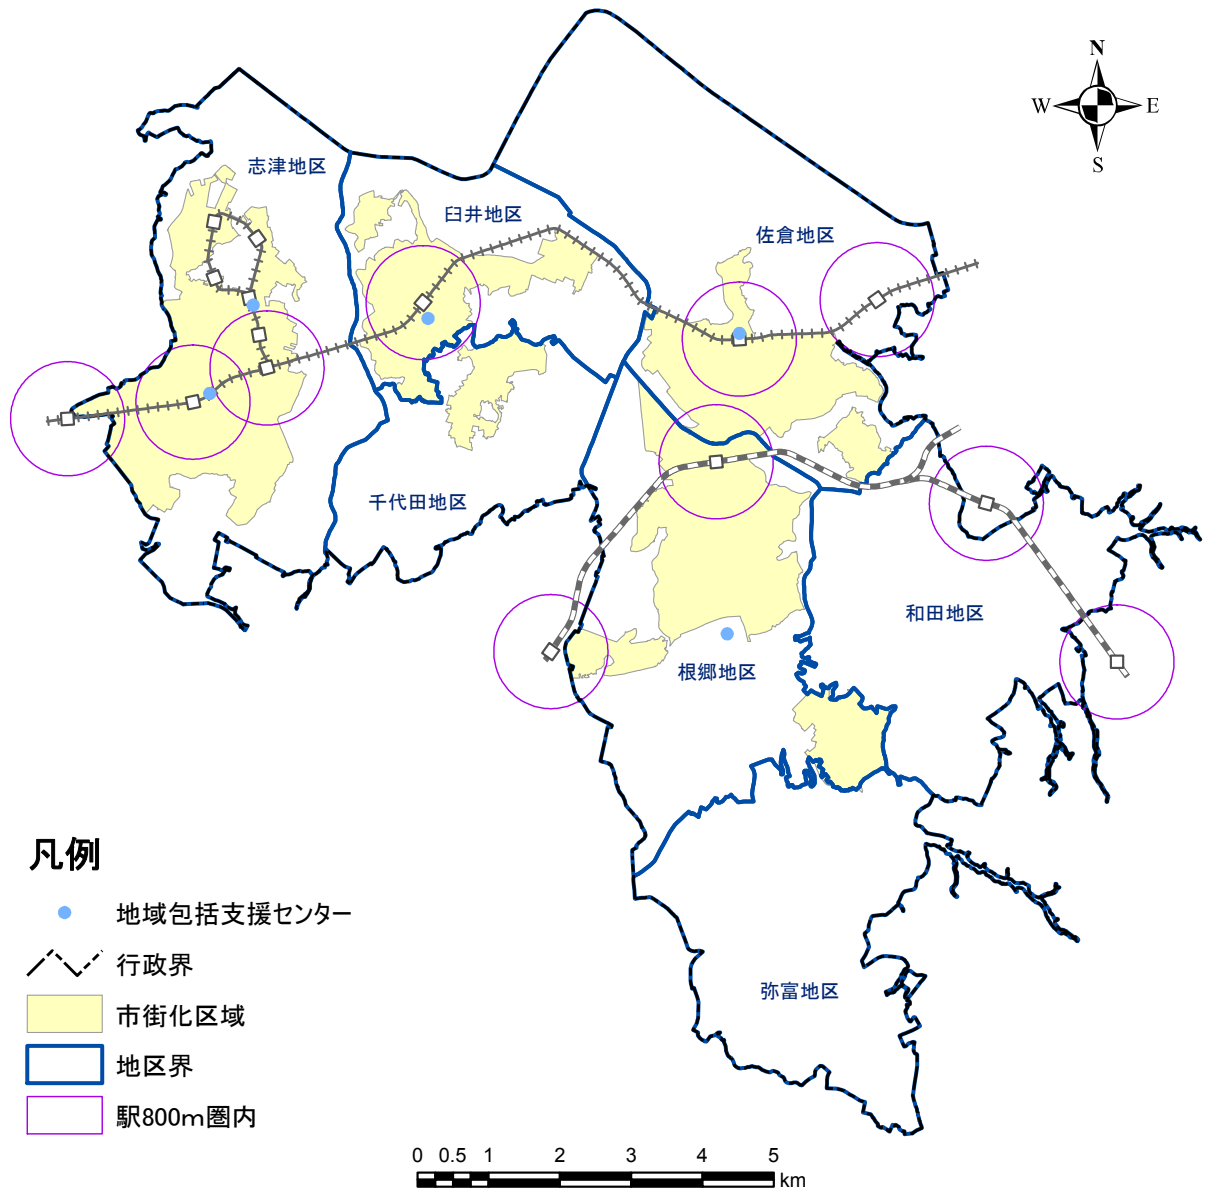 N
W E
S
志津地区
臼井地区
佐倉地区
千代田地区
和田地区
根郷地区
弥富地区
凡例
地域包括支援センター
行政界
市街化区域
地区界
駅800m圏内
0 0.5 1 2 3 4 5
km